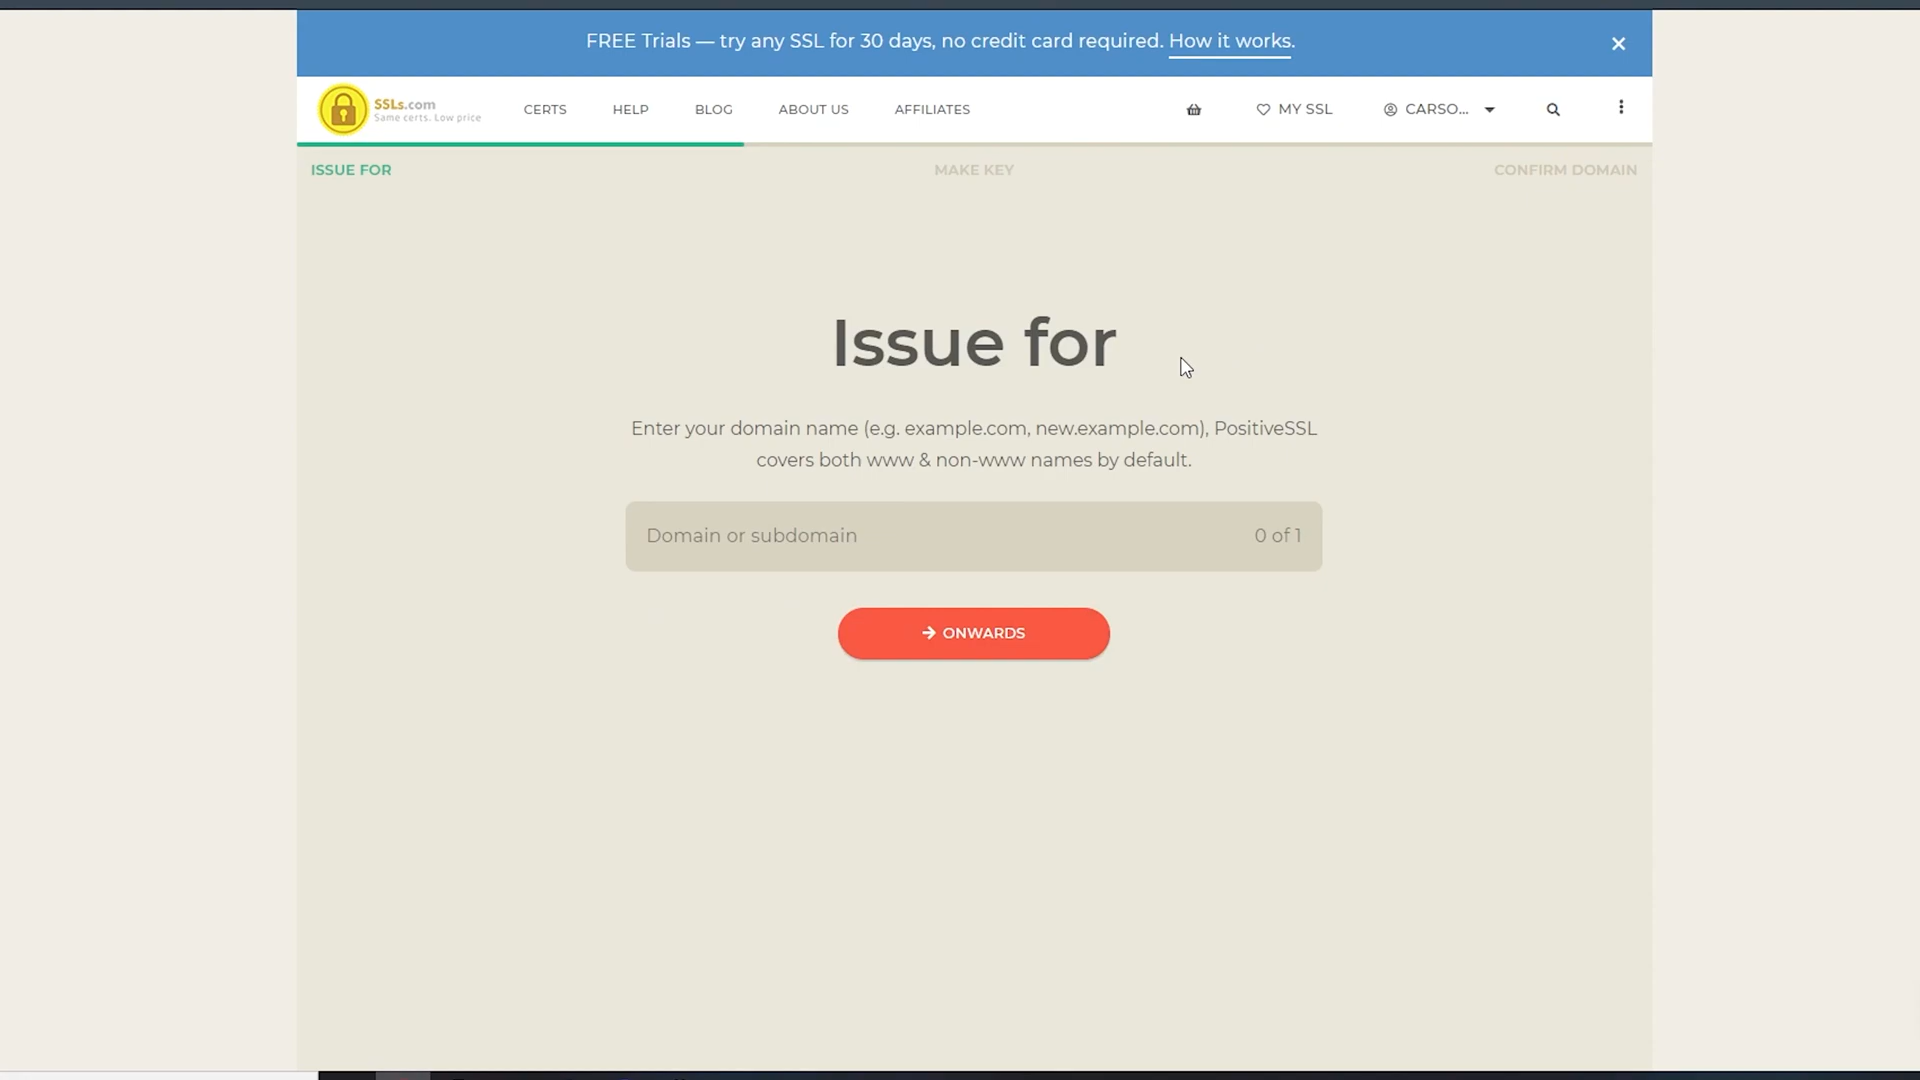 FREE Trials — try any SSL for 30 days, no credit card required. How it works.
SSLs.com
Same certs. Low price
CERTS
HELP
BLOG
ABOUT US
AFFILIATES
MY SSL
CARSO...
ISSUE FOR
MAKE KEY
CONFIRM DOMAIN
Issue for
Enter your domain name (e.g. example.com, new.example.com), PositiveSSL
covers both www & non-www names by default.
Domain or subdomain
0 of 1
ONWARDS